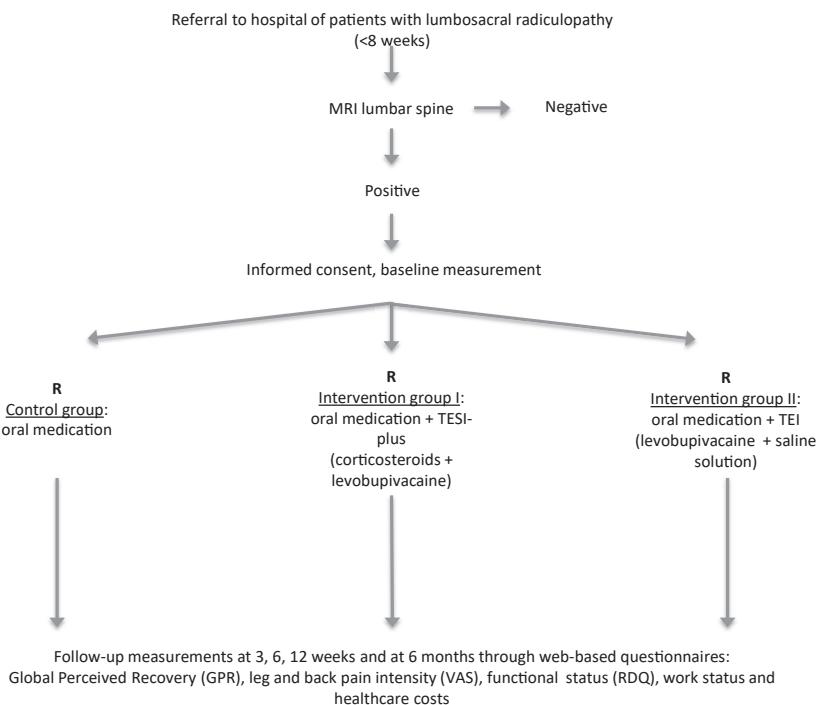 Referral to hospital of patients with lumbosacral radiculopathy
(<8 weeks)
MRI lumbar spine
Negative
Positive
Informed consent, baseline measurement
R
Control group:
oral medication
R
Intervention group I:
oral medication + TESI-
plus
(corticosteroids +
levobupivacaine)
R
Intervention group II:
oral medication + TEI
(levobupivacaine + saline
solution)
Follow-up measurements at 3, 6, 12 weeks and at 6 months through web-based questionnaires:
Global Perceived Recovery (GPR), leg and back pain intensity (VAS), functional status (RDQ), work status and
healthcare costs